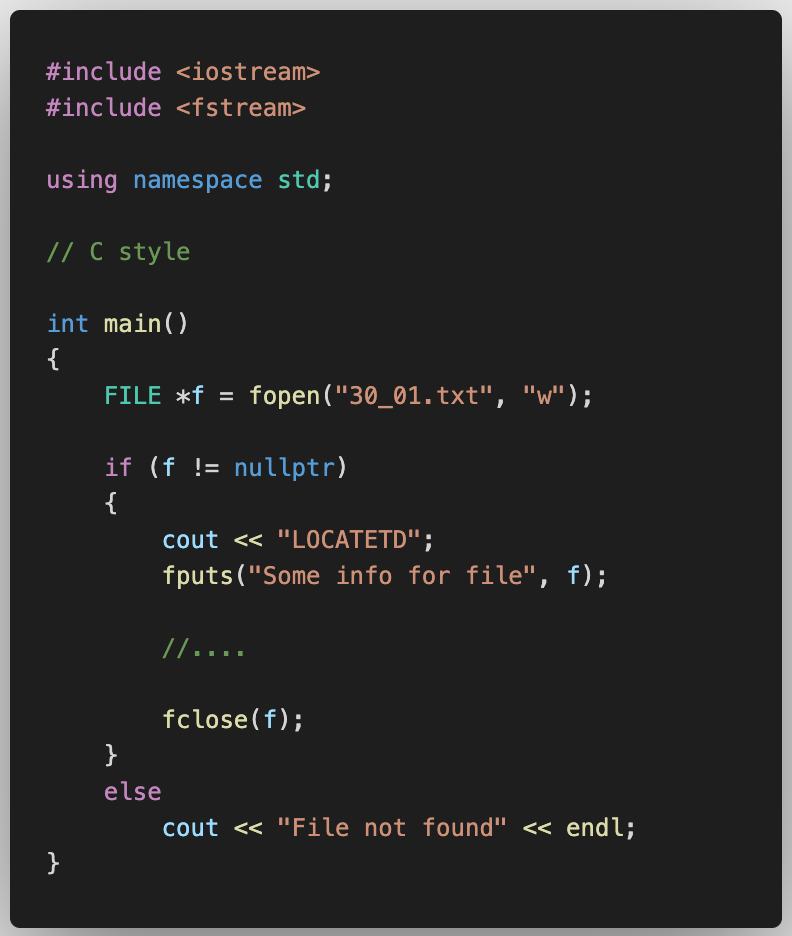 #include <iostream>
#include <fstream>
using namespace std;
// C style
int main()
{
FILE *f = fopen("30_01.txt", "w");
if (f != nullptr)
{
cout << "LOCATETD";
fputs("Some info for file", f);
//....
fclose(f);
}
else
cout << "File not found" << endl;
}